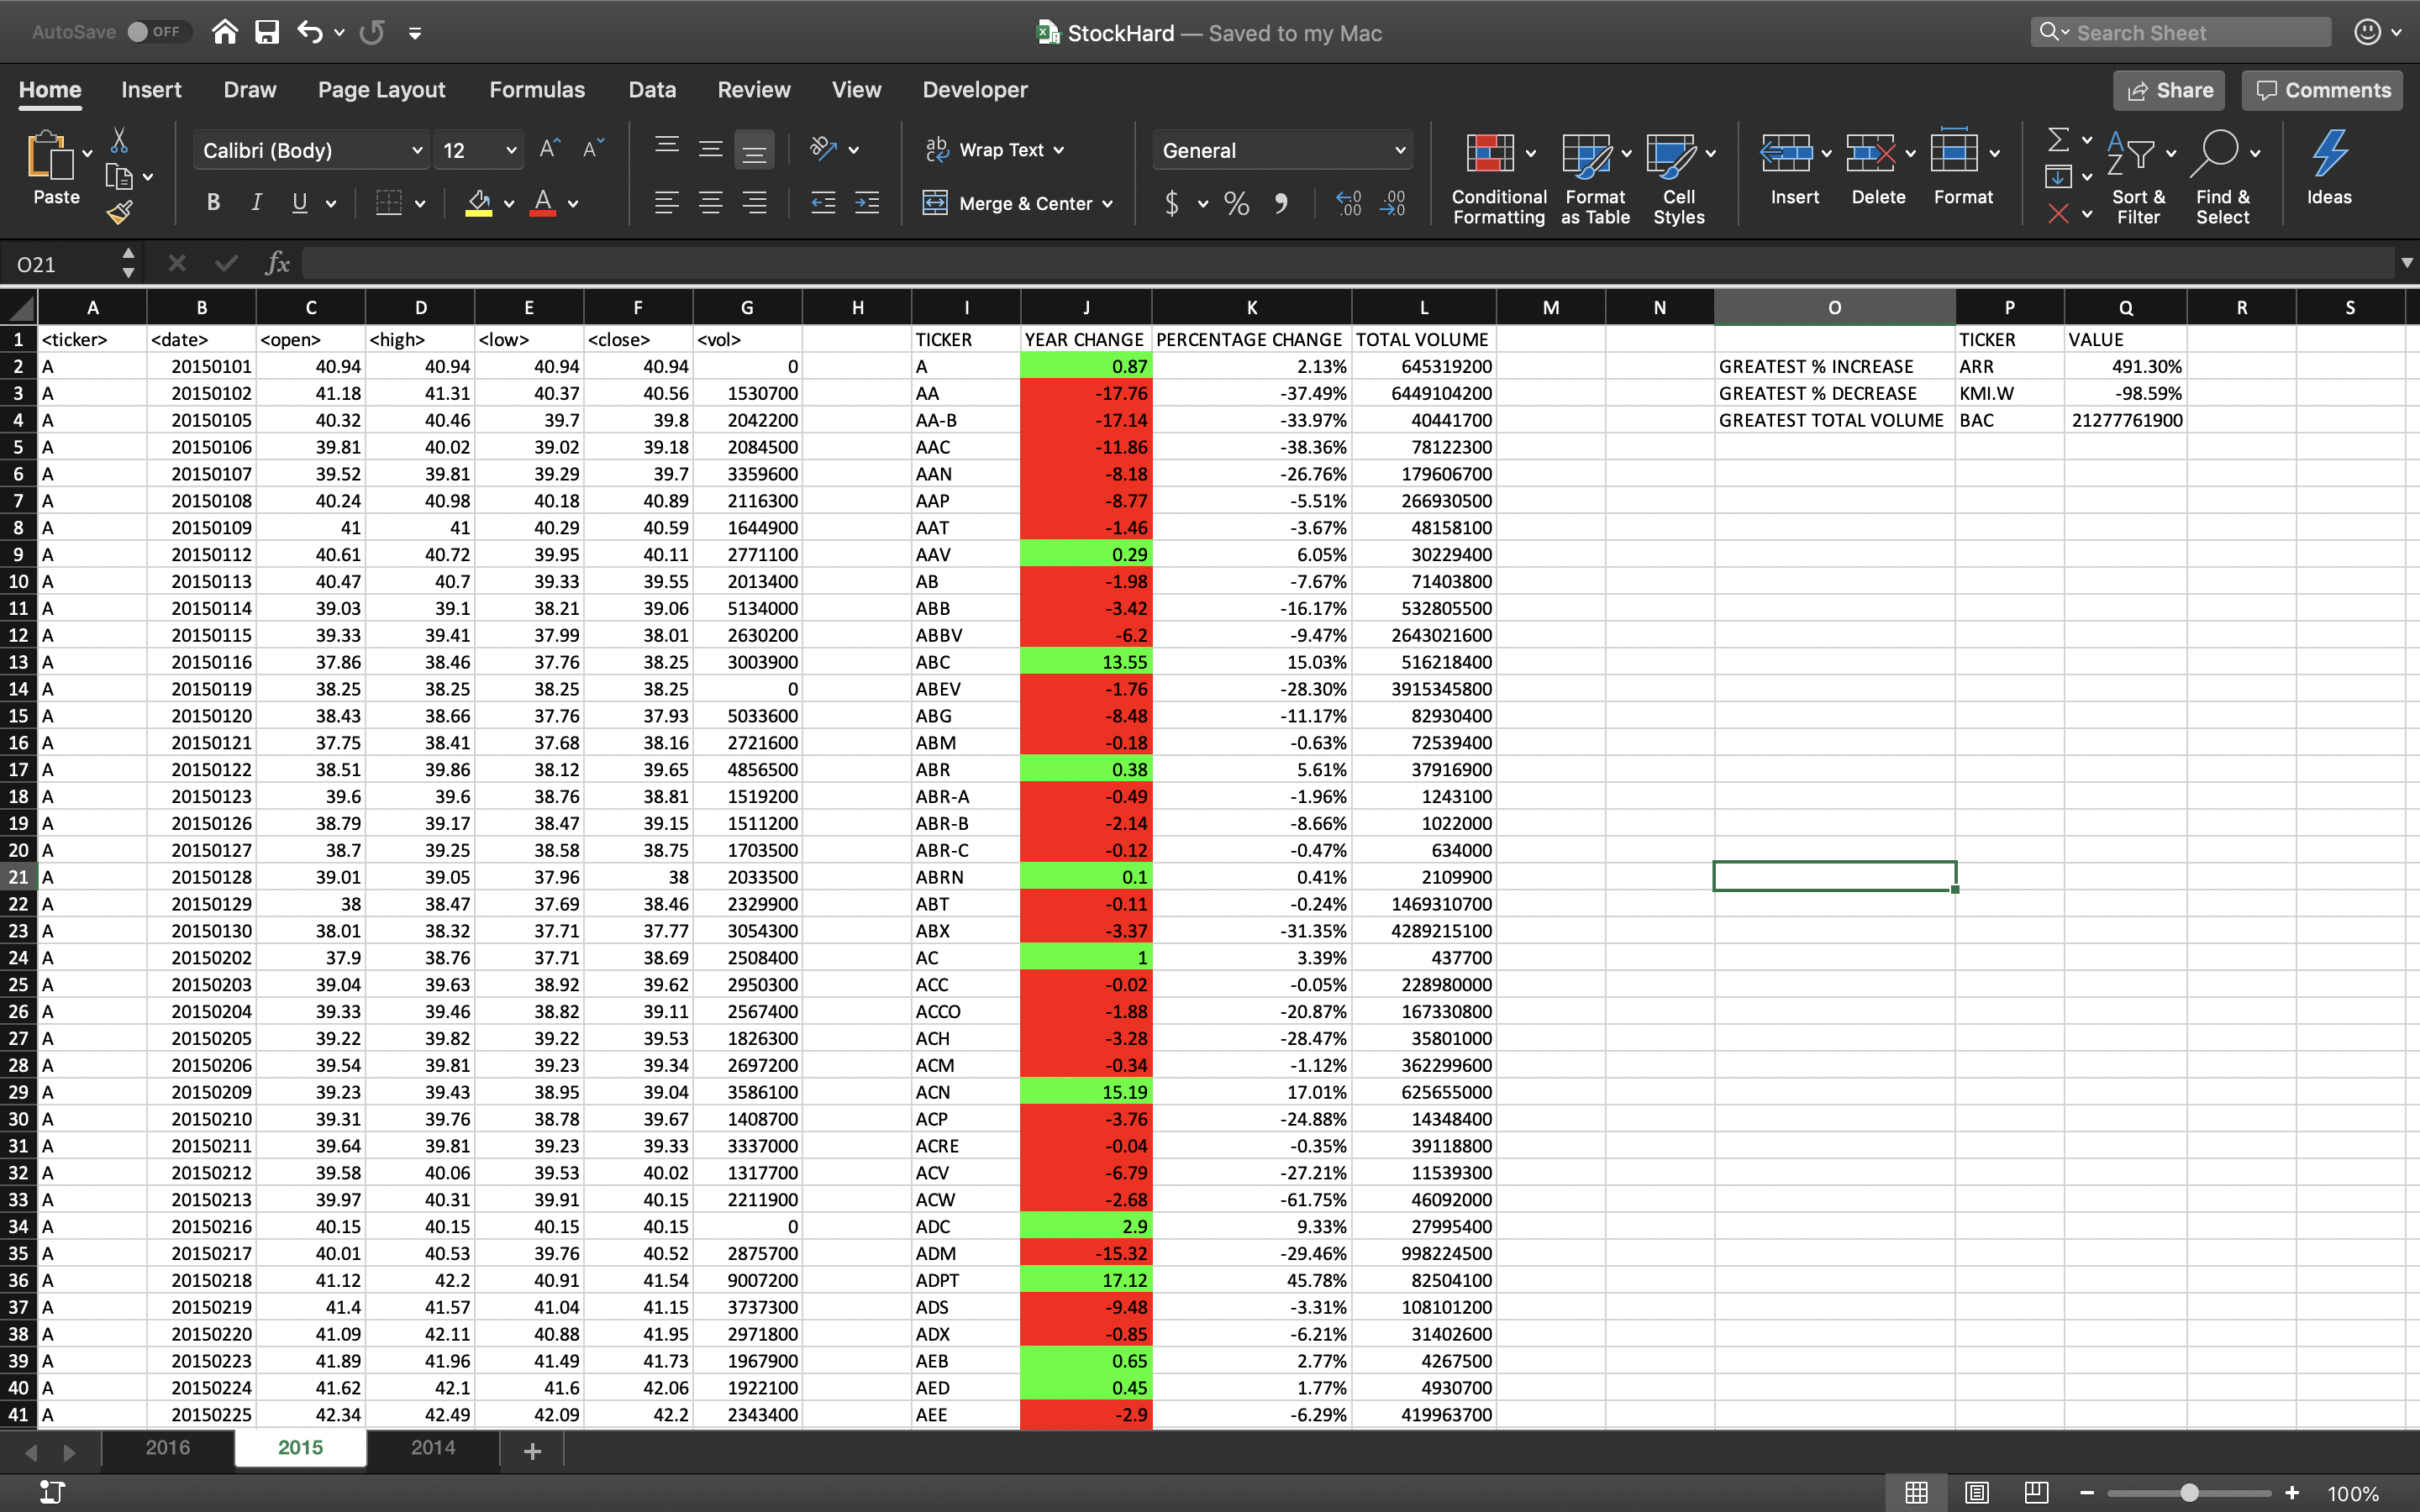 AutoSave OFF StockHard — Saved to my Mac Search Sheet
Home Insert Draw Page Layout Formulas Data Review View Developer Share Comments
Paste Calibri (Body) 12 Wrap Text General Conditional Formatting Format as Table Cell Styles Insert Delete Format Sort & Filter Find & Select Ideas
B I U A Merge & Center $ % 9
O21 fx
A B C D E F G H I J K L M N O P Q R S
1 <ticker> <date> <open> <high> <low> <close> <vol> TICKER YEAR CHANGE PERCENTAGE CHANGE TOTAL VOLUME TICKER VALUE
2 A 20150101 40.94 40.94 40.94 40.94 0 A 0.87 2.13% 645319200 GREATEST % INCREASE ARR 491.30%
3 A 20150102 41.18 41.31 40.37 40.56 1530700 AA -17.76 -37.49% 6449104200 GREATEST % DECREASE KMI.W -98.59%
4 A 20150105 40.32 40.46 39.7 39.8 2042200 AA-B -17.14 -33.97% 40441700 GREATEST TOTAL VOLUME BAC 21277761900
5 A 20150106 39.81 40.02 39.02 39.18 2084500 AAC -11.86 -38.36% 78122300
6 A 20150107 39.52 39.81 39.29 39.7 3359600 AAN -8.18 -26.76% 179606700
7 A 20150108 40.24 40.98 40.18 40.89 2116300 AAP -8.77 -5.51% 266930500
8 A 20150109 41 41 40.29 40.59 1644900 AAT -1.46 -3.67% 48158100
9 A 20150112 40.61 40.72 39.95 40.11 2771100 AAV 0.29 6.05% 30229400
10 A 20150113 40.47 40.7 39.33 39.55 2013400 AB -1.98 -7.67% 71403800
11 A 20150114 39.03 39.1 38.21 39.06 5134000 ABB -3.42 -16.17% 532805500
12 A 20150115 39.33 39.41 37.99 38.01 2630200 ABBV -6.2 -9.47% 2643021600
13 A 20150116 37.86 38.46 37.76 38.25 3003900 ABC 13.55 15.03% 516218400
14 A 20150119 38.25 38.25 38.25 38.25 0 ABEV -1.76 -28.30% 3915345800
15 A 20150120 38.43 38.66 37.76 37.93 5033600 ABG -8.48 -11.17% 82930400
16 A 20150121 37.75 38.41 37.68 38.16 2721600 ABM -0.18 -0.63% 72539400
17 A 20150122 38.51 39.86 38.12 39.65 4856500 ABR 0.38 5.61% 37916900
18 A 20150123 39.6 39.6 38.76 38.81 1519200 ABR-A -0.49 -1.96% 1243100
19 A 20150126 38.79 39.17 38.47 39.15 1511200 ABR-B -2.14 -8.66% 1022000
20 A 20150127 38.7 39.25 38.58 38.75 1703500 ABR-C -0.12 -0.47% 634000
21 A 20150128 39.01 39.05 37.96 38 2033500 ABRN 0.1 0.41% 2109900
22 A 20150129 38 38.47 37.69 38.46 2329900 ABT -0.11 -0.24% 1469310700
23 A 20150130 38.01 38.32 37.71 37.77 3054300 ABX -3.37 -31.35% 4289215100
24 A 20150202 37.9 38.76 37.71 38.69 2508400 AC 1 3.39% 437700
25 A 20150203 39.04 39.63 38.92 39.62 2950300 ACC -0.02 -0.05% 228980000
26 A 20150204 39.33 39.46 38.82 39.11 2567400 ACCO -1.88 -20.87% 167330800
27 A 20150205 39.22 39.82 39.22 39.53 1826300 ACH -3.28 -28.47% 35801000
28 A 20150206 39.54 39.81 39.23 39.34 2697200 ACM -0.34 -1.12% 362299600
29 A 20150209 39.23 39.43 38.95 39.04 3586100 ACN 15.19 17.01% 625655000
30 A 20150210 39.31 39.76 38.78 39.67 1408700 ACP -3.76 -24.88% 14348400
31 A 20150211 39.64 39.81 39.23 39.33 3337000 ACRE -0.04 -0.35% 39118800
32 A 20150212 39.58 40.06 39.53 40.02 1317700 ACV -6.79 -27.21% 11539300
33 A 20150213 39.97 40.31 39.91 40.15 2211900 ACW -2.68 -61.75% 46092000
34 A 20150216 40.15 40.15 40.15 40.15 0 ADC 2.9 9.33% 27995400
35 A 20150217 40.01 40.53 39.76 40.52 2875700 ADM -15.32 -29.46% 998224500
36 A 20150218 41.12 42.2 40.91 41.54 9007200 ADPT 17.12 45.78% 82504100
37 A 20150219 41.4 41.57 41.04 41.15 3737300 ADS -9.48 -3.31% 108101200
38 A 20150220 41.09 42.11 40.88 41.95 2971800 ADX -0.85 -6.21% 31402600
39 A 20150223 41.89 41.96 41.49 41.73 1967900 AEB 0.65 2.77% 4267500
40 A 20150224 41.62 42.1 41.6 42.06 1922100 AED 0.45 1.77% 4930700
41 A 20150225 42.34 42.49 42.09 42.2 2343400 AEE -2.9 -6.29% 419963700
2016 2015 2014 +
100%